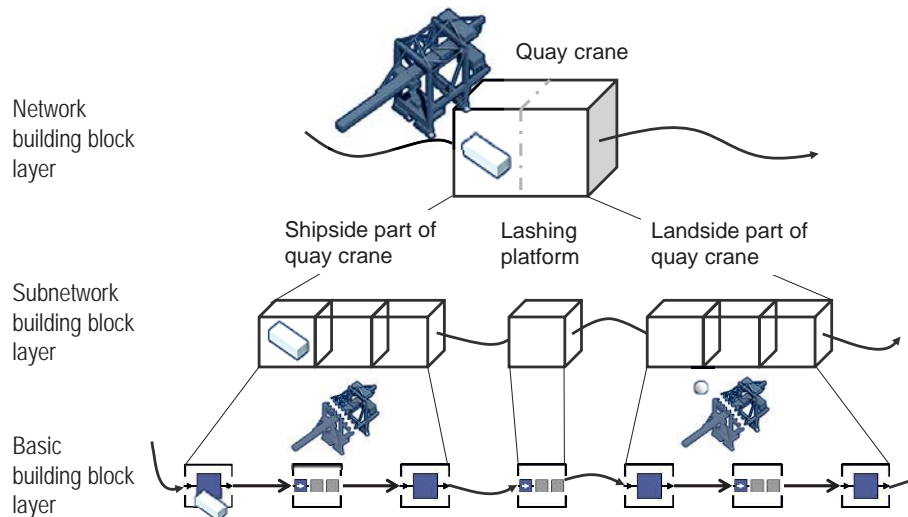 Quay crane
Network
building block
layer
Shipside part of
quay crane
Lashing
platform
Landside part of
quay crane
Subnetwork
building block
layer
Basic
building block
layer